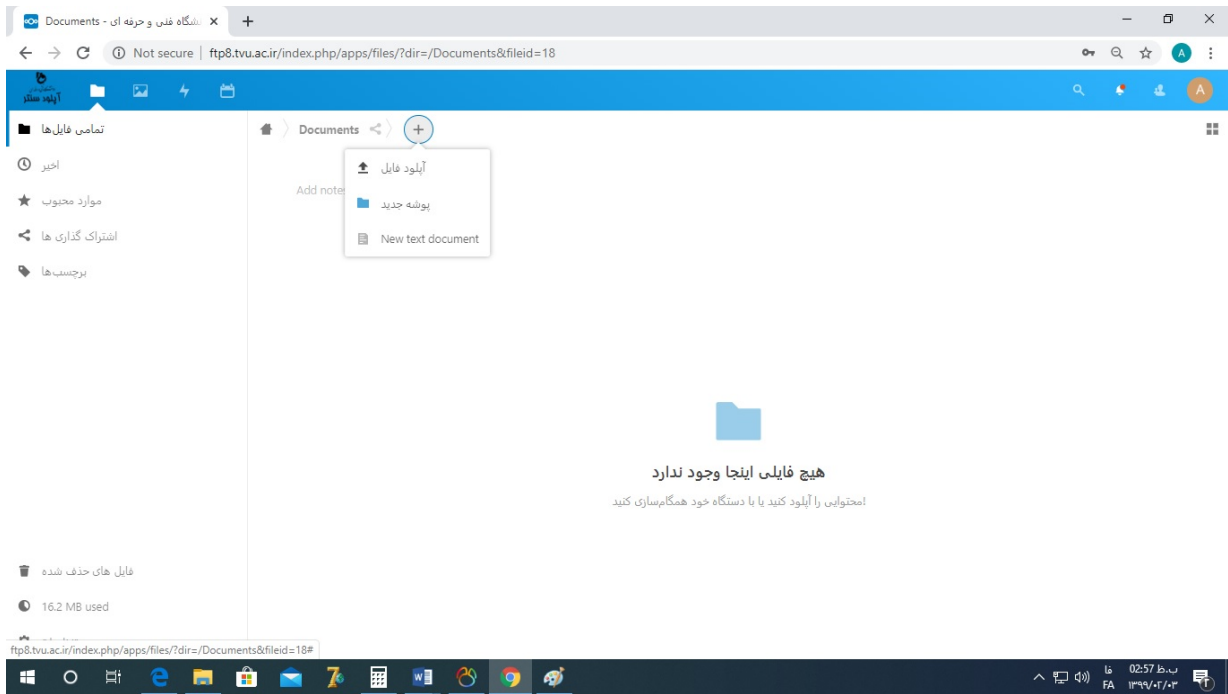 Documents - دانشگاه فنی و حرفه ای
Not secure | ftp8.tvu.ac.ir/index.php/apps/files/?dir=/Documents&fileid=18
A
آپلود سنتر
A
تمامی فایل‌ها
اخیر
موارد محبوب
اشتراک گذاری ها
برچسب‌ها
Documents
آپلود فایل
پوشه جدید
New text document
Add notes
هیچ فایلی اینجا وجود ندارد
محتوایی را آپلود کنید یا با دستگاه خود همگام‌سازی کنید!
فایل های حذف شده
16.2 MB used
ftp8.tvu.ac.ir/index.php/apps/files/?dir=/Documents&fileid=18#
فا
FA
02:57 ب.ظ
۱۳۹۹/۰۲/۰۳